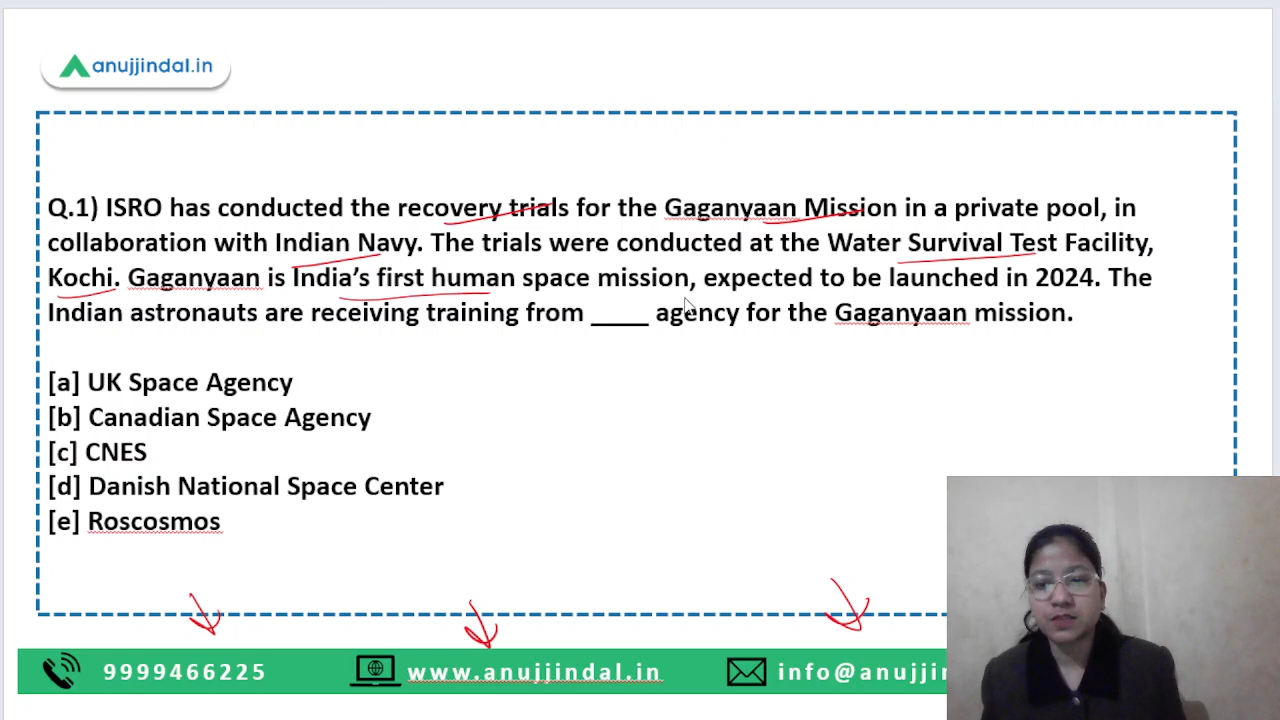 anujjindal.in
Q.1) ISRO has conducted the recovery trials for the Gaganyaan Mission in a private pool, in
collaboration with Indian Navy. The trials were conducted at the Water Survival Test Facility,
Kochi. Gaganyaan is India’s first human space mission, expected to be launched in 2024. The
Indian astronauts are receiving training from ____ agency for the Gaganyaan mission.
[a] UK Space Agency
[b] Canadian Space Agency
[c] CNES
[d] Danish National Space Center
[e] Roscosmos
9999466225 www.anujjindal.in info@anujjin